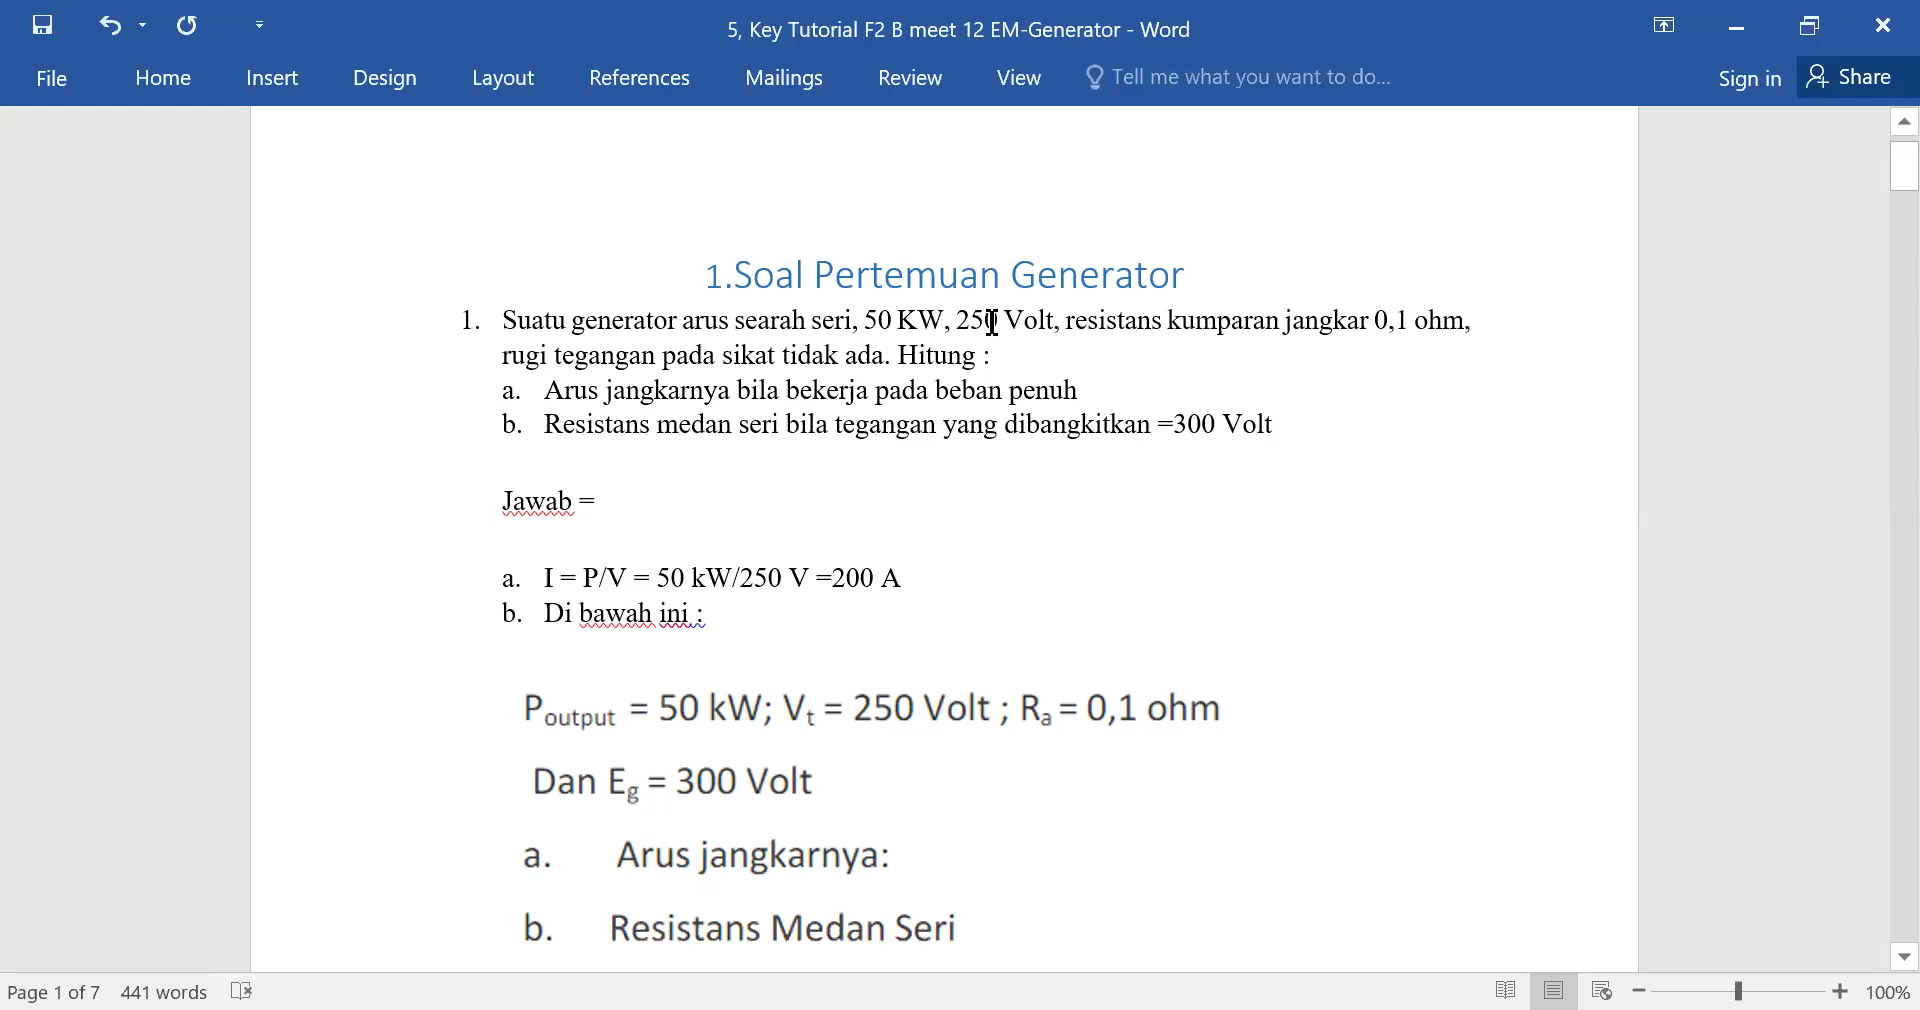 5, Key Tutorial F2 B meet 12 EM-Generator - Word
File Home Insert Design Layout References Mailings Review View Tell me what you want to do... Sign in Share
1.Soal Pertemuan Generator
1. Suatu generator arus searah seri, 50 KW, 250 Volt, resistans kumparan jangkar 0,1 ohm,
rugi tegangan pada sikat tidak ada. Hitung :
a. Arus jangkarnya bila bekerja pada beban penuh
b. Resistans medan seri bila tegangan yang dibangkitkan =300 Volt
Jawab =
a. I = P/V = 50 kW/250 V =200 A
b. Di bawah ini :
Poutput = 50 kW; Vt = 250 Volt ; Ra = 0,1 ohm
Dan Eg = 300 Volt
a. Arus jangkarnya:
b. Resistans Medan Seri
Page 1 of 7 441 words 100%